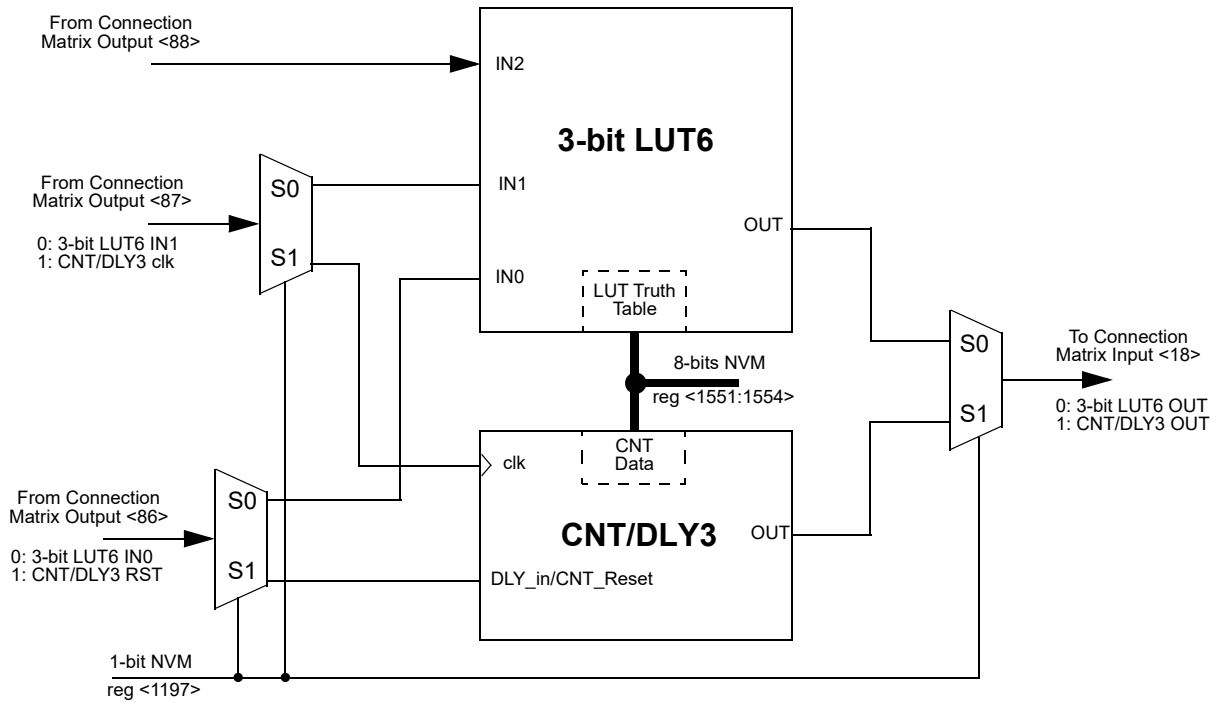 From Connection
Matrix Output <88>
IN2
3-bit LUT6
From Connection
Matrix Output <87>
0: 3-bit LUT6 IN1
1: CNT/DLY3 clk
S0
S1
IN1
IN0
OUT
LUT Truth
Table
8-bits NVM
reg <1551:1554>
S0
S1
To Connection
Matrix Input <18>
0: 3-bit LUT6 OUT
1: CNT/DLY3 OUT
CNT
Data
clk
CNT/DLY3
OUT
DLY_in/CNT_Reset
From Connection
Matrix Output <86>
0: 3-bit LUT6 IN0
1: CNT/DLY3 RST
S0
S1
1-bit NVM
reg <1197>